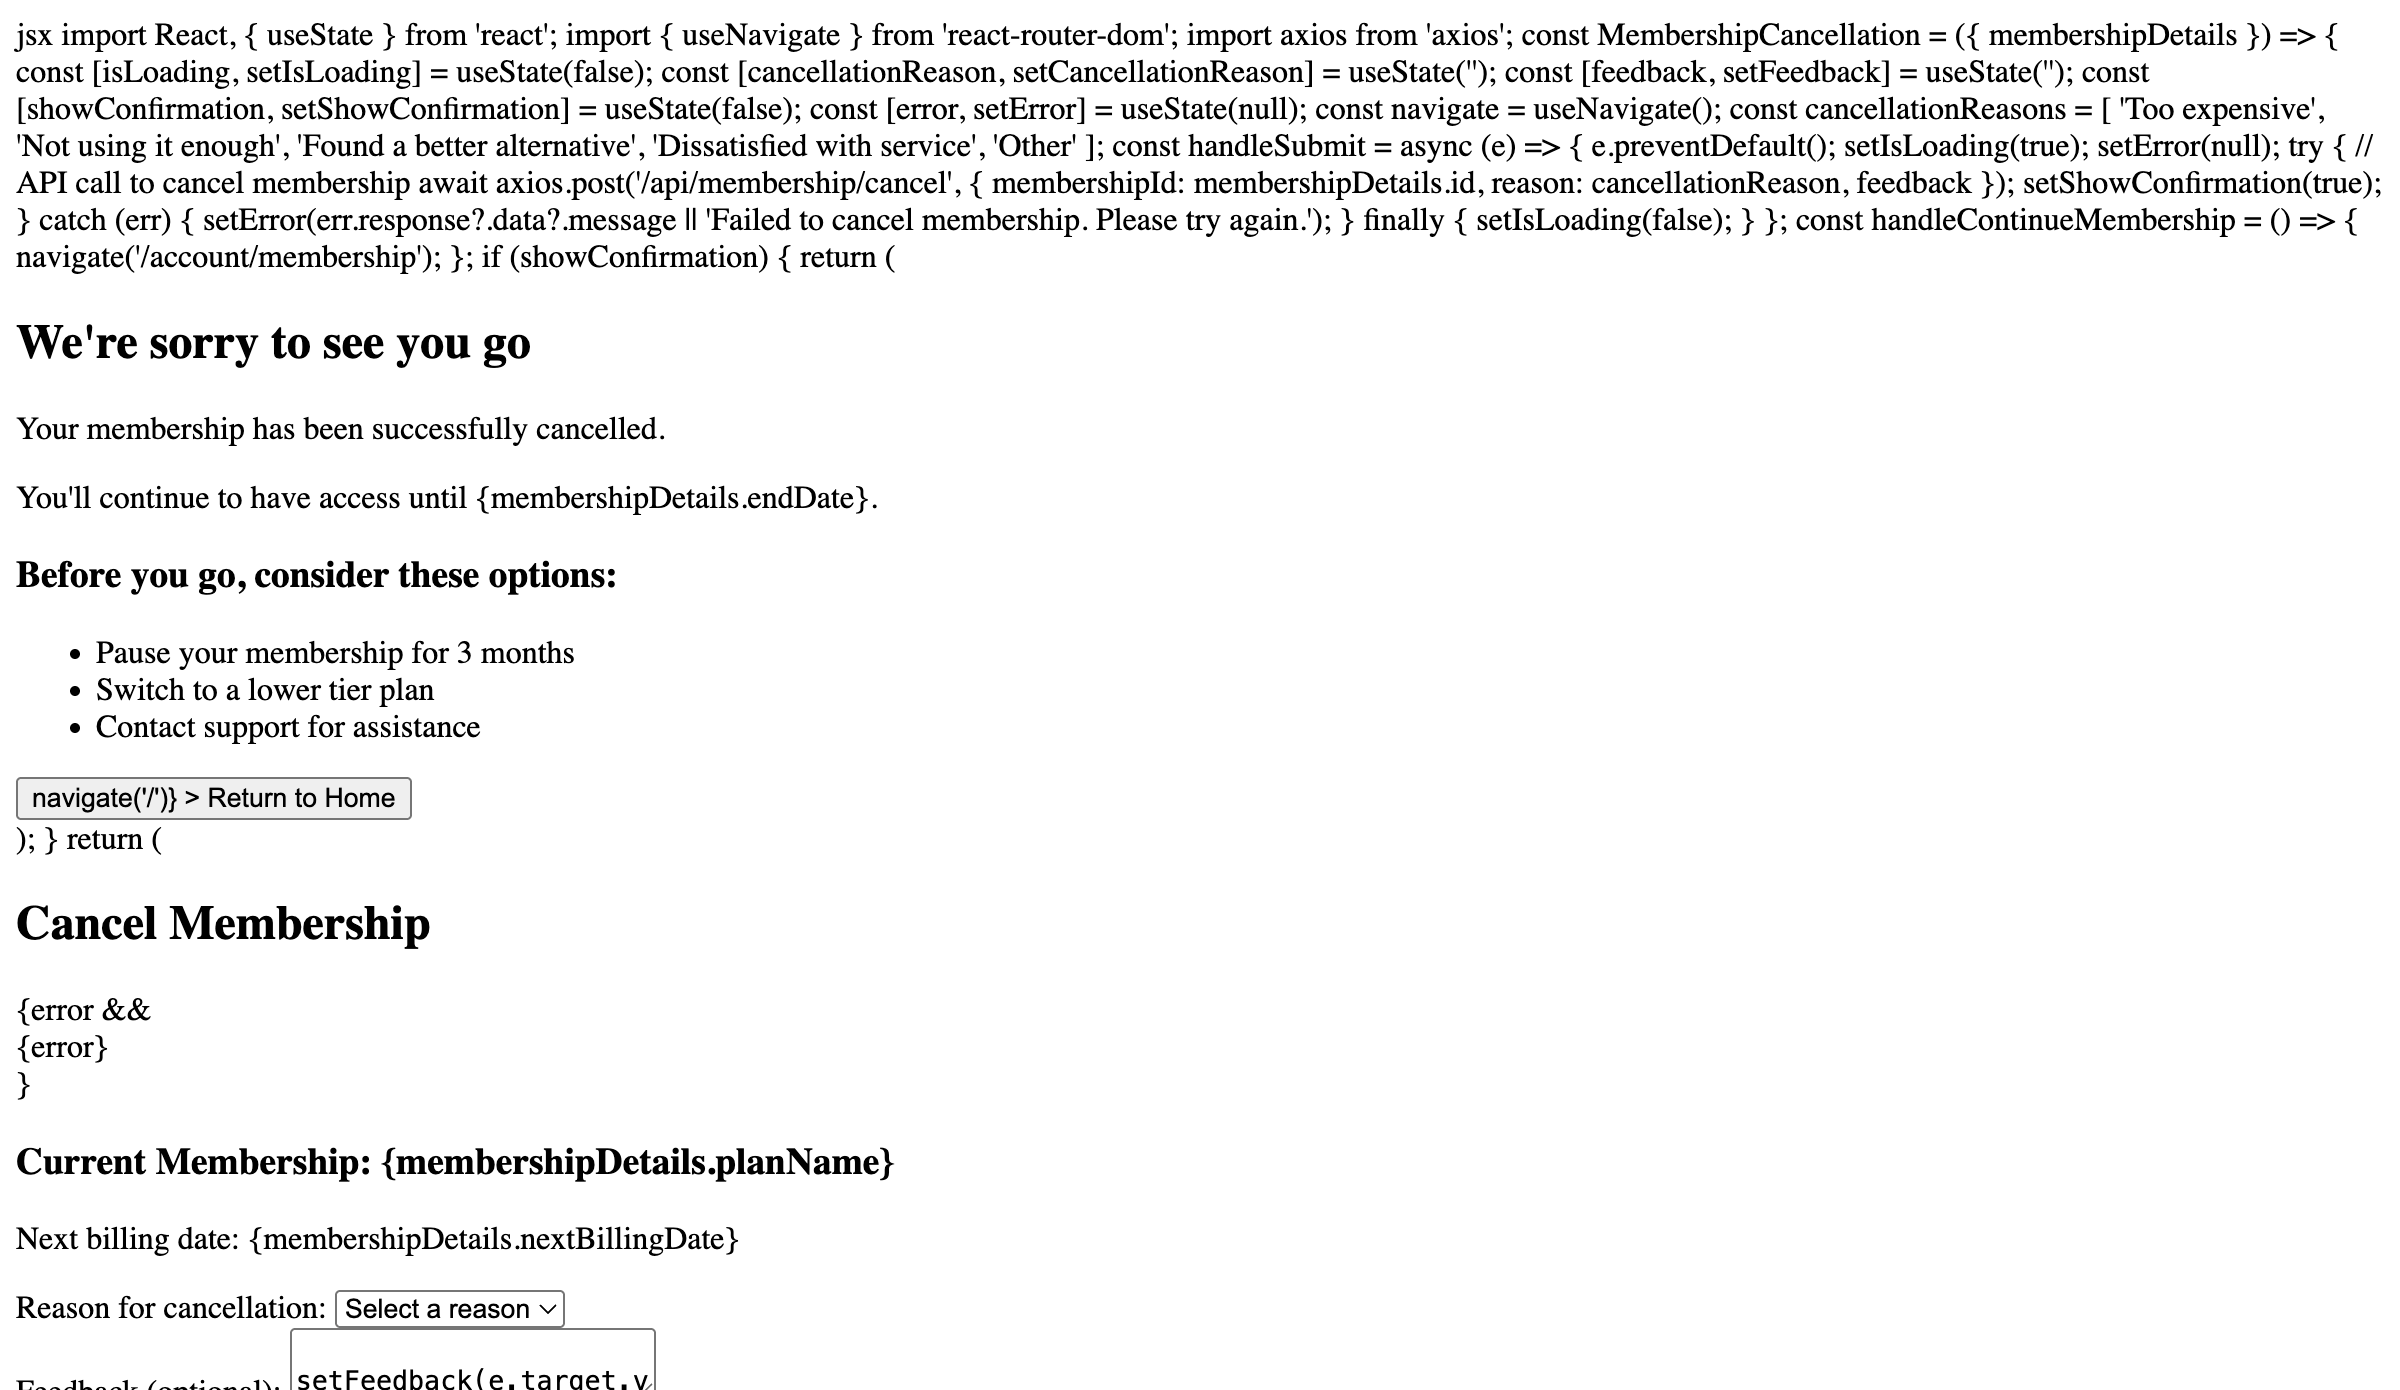 jsx import React, { useState } from 'react'; import { useNavigate } from 'react-router-dom'; import axios from 'axios'; const MembershipCancellation = ({ membershipDetails }) => {
const [isLoading, setIsLoading] = useState(false); const [cancellationReason, setCancellationReason] = useState(''); const [feedback, setFeedback] = useState(''); const
[showConfirmation, setShowConfirmation] = useState(false); const [error, setError] = useState(null); const navigate = useNavigate(); const cancellationReasons = [ 'Too expensive',
'Not using it enough', 'Found a better alternative', 'Dissatisfied with service', 'Other' ]; const handleSubmit = async (e) => { e.preventDefault(); setIsLoading(true); setError(null); try { //
API call to cancel membership await axios.post('/api/membership/cancel', { membershipId: membershipDetails.id, reason: cancellationReason, feedback }); setShowConfirmation(true);
} catch (err) { setError(err.response?.data?.message || 'Failed to cancel membership. Please try again.'); } finally { setIsLoading(false); } }; const handleContinueMembership = () => {
navigate('/account/membership'); }; if (showConfirmation) { return (
We're sorry to see you go
Your membership has been successfully cancelled.
You'll continue to have access until {membershipDetails.endDate}.
Before you go, consider these options:
• Pause your membership for 3 months
• Switch to a lower tier plan
• Contact support for assistance
navigate('/')} > Return to Home
); } return (
Cancel Membership
{error &&
{error}
}
Current Membership: {membershipDetails.planName}
Next billing date: {membershipDetails.nextBillingDate}
Reason for cancellation: Select a reason
Feedback (optional): setFeedback(e.target.v